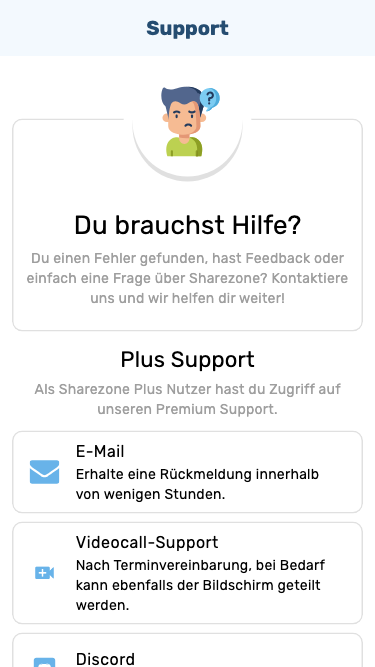 Support
?
Du brauchst Hilfe?
Du einen Fehler gefunden, hast Feedback oder
einfach eine Frage über Sharezone? Kontaktiere
uns und wir helfen dir weiter!
Plus Support
Als Sharezone Plus Nutzer hast du Zugriff auf
unseren Premium Support.
E-Mail
Erhalte eine Rückmeldung innerhalb
von wenigen Stunden.
Videocall-Support
Nach Terminvereinbarung, bei Bedarf
kann ebenfalls der Bildschirm geteilt
werden.
Discord